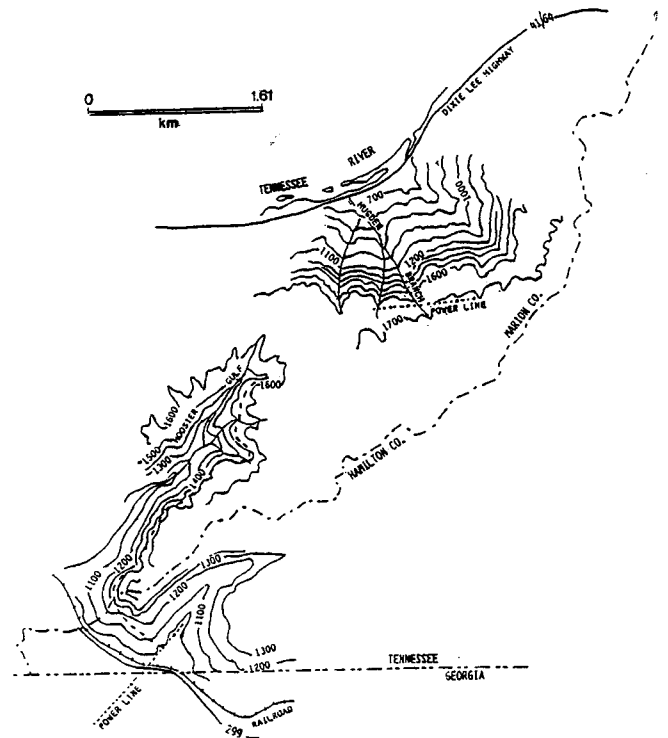 41/64
0 1.61
km
DIXIE LEE HIGHWAY
TENNESSEE RIVER
700
1000
1100
1200
1600
BRANCH
POWER LINE
1700
MARION CO.
HAMILTON CO.
1600
1600
GULF
1500
1300
1400
1100
1200
1300
1200
1100
1300
1200
TENNESSEE
GEORGIA
POWER LINE
RAILROAD
299